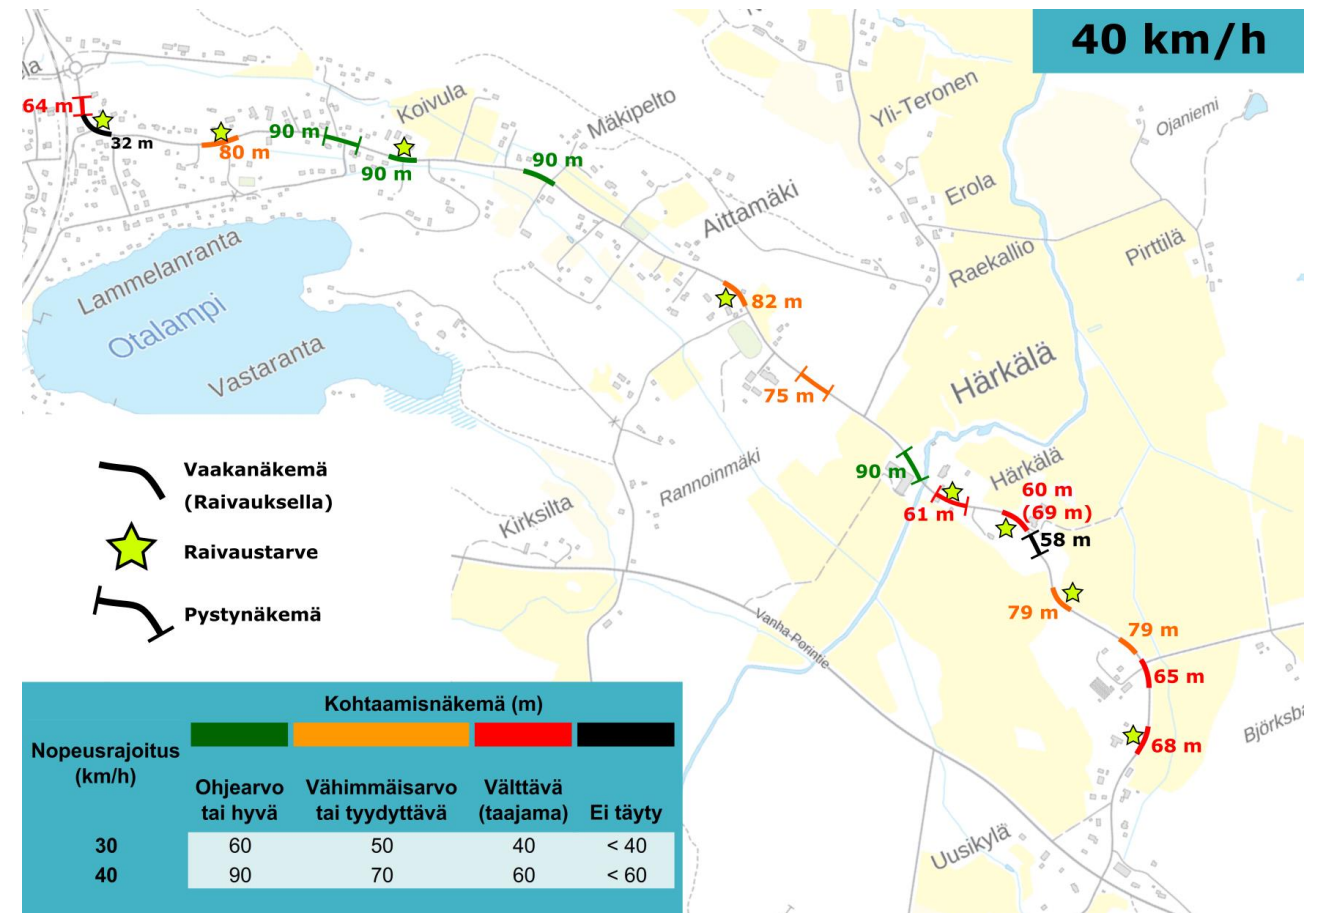 40 km/h
la
64 m
32 m
80 m
90 m
90 m
Koivula
Mäkipelto
90 m
Yli-Teronen
Ojaniemi
Erola
Aittamäki
Raekallio
Pirttilä
Lammelanranta
Otalampi
Vastaranta
82 m
75 m
Härkälä
90 m
Rannoinmäki
Härkälä
61 m
60 m
(69 m)
58 m
Kirksilta
79 m
79 m
Vanha Porintie
65 m
68 m
Björksba
Uusikylä
Vaakanäkemä
(Raivauksella)
Raivaustarve
Pystynäkemä
Kohtaamisnäkemä (m)
Nopeusrajoitus
(km/h)
Ohjearvo
tai hyvä
Vähimmäisarvo
tai tyydyttävä
Välttävä
(taajama)
Ei täyty
30 60 50 40 < 40
40 90 70 60 < 60